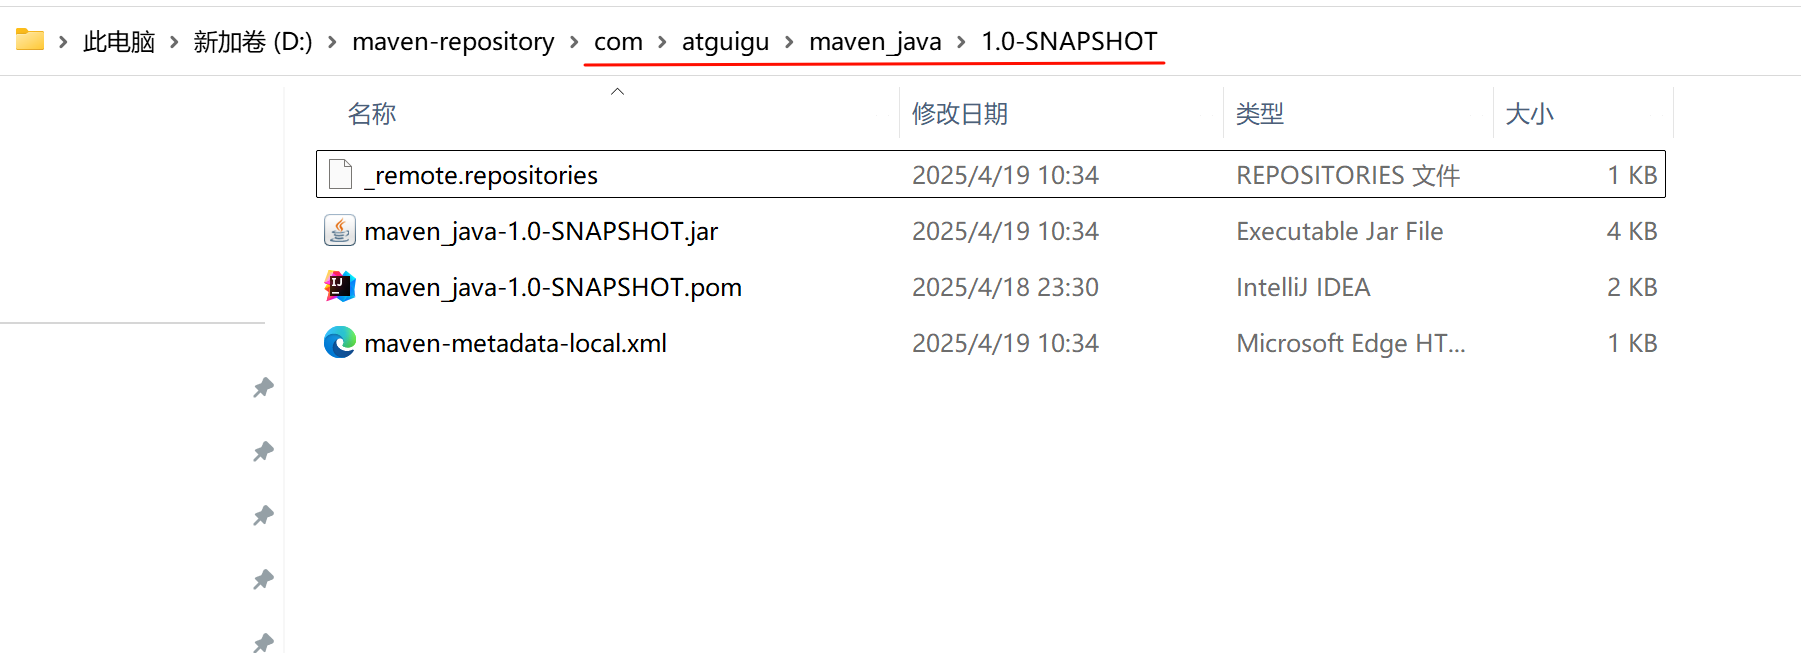 此电脑 > 新加卷 (D:) > maven-repository > com > atguigu > maven_java > 1.0-SNAPSHOT
名称 修改日期 类型 大小
_remote.repositories 2025/4/19 10:34 REPOSITORIES 文件 1 KB
maven_java-1.0-SNAPSHOT.jar 2025/4/19 10:34 Executable Jar File 4 KB
maven_java-1.0-SNAPSHOT.pom 2025/4/18 23:30 IntelliJ IDEA 2 KB
maven-metadata-local.xml 2025/4/19 10:34 Microsoft Edge HT... 1 KB